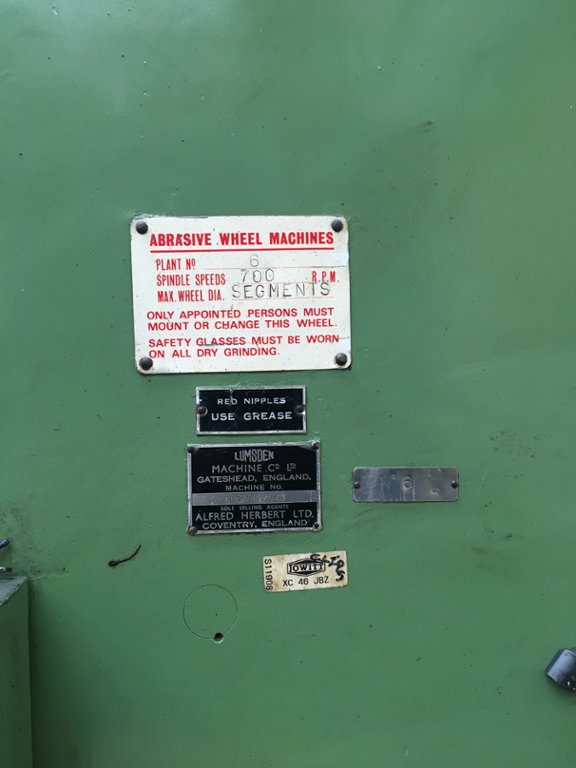 ABRASIVE WHEEL MACHINES
PLANT Nº 6
SPINDLE SPEEDS 700 R.P.M.
MAX. WHEEL DIA. SEGMENTS
ONLY APPOINTED PERSONS MUST
MOUNT OR CHANGE THIS WHEEL.
SAFETY GLASSES MUST BE WORN
ON ALL DRY GRINDING.
RED NIPPLES
USE GREASE
LUMSDEN
MACHINE Cº Lᵀᴰ
GATESHEAD, ENGLAND.
MACHINE No.
SOLE SELLING AGENTS
ALFRED HERBERT LTD.
COVENTRY, ENGLAND
Nº 6
S11908
JOWITT
XC 46 JBZ